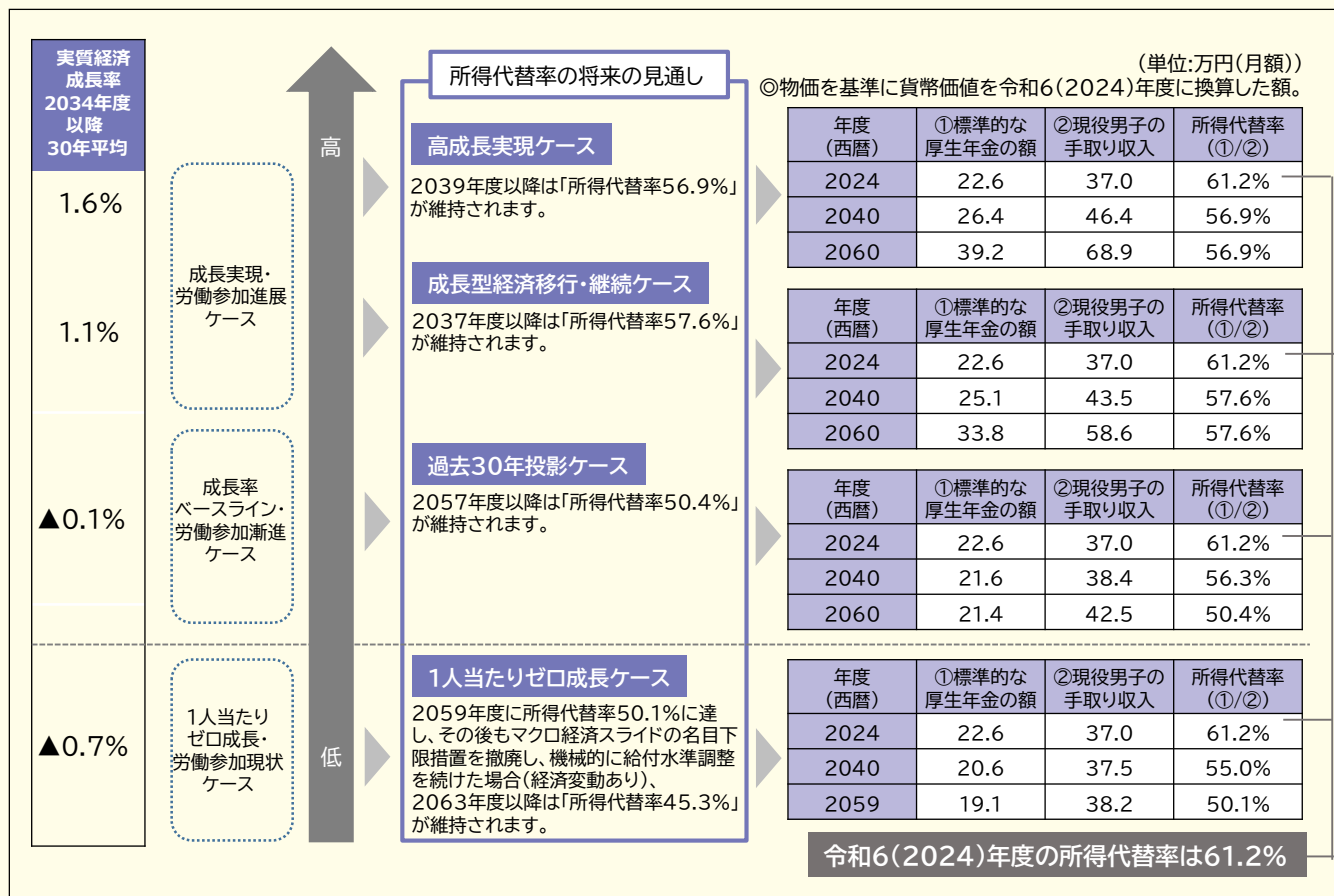 実質経済
成長率
2034年度
以降
30年平均
1.6%
1.1%
▲0.1%
▲0.7%
成長実現・
労働参加進展
ケース
成長率
ベースライン・
労働参加漸進
ケース
1人当たり
ゼロ成長・
労働参加現状
ケース
高
低
所得代替率の将来の見通し
高成長実現ケース
2039年度以降は「所得代替率56.9%」
が維持されます。
成長型経済移行・継続ケース
2037年度以降は「所得代替率57.6%」
が維持されます。
過去30年投影ケース
2057年度以降は「所得代替率50.4%」
が維持されます。
1人当たりゼロ成長ケース
2059年度に所得代替率50.1%に達
し、その後もマクロ経済スライドの名目下
限措置を撤廃し、機械的に給付水準調整
を続けた場合(経済変動あり)、
2063年度以降は「所得代替率45.3%」
が維持されます。
(単位:万円(月額))
◎物価を基準に貨幣価値を令和6(2024)年度に換算した額。
年度 ①標準的な ②現役男子の 所得代替率
(西暦) 厚生年金の額 手取り収入 (①/②)
2024 22.6 37.0 61.2%
2040 26.4 46.4 56.9%
2060 39.2 68.9 56.9%
年度 ①標準的な ②現役男子の 所得代替率
(西暦) 厚生年金の額 手取り収入 (①/②)
2024 22.6 37.0 61.2%
2040 25.1 43.5 57.6%
2060 33.8 58.6 57.6%
年度 ①標準的な ②現役男子の 所得代替率
(西暦) 厚生年金の額 手取り収入 (①/②)
2024 22.6 37.0 61.2%
2040 21.6 38.4 56.3%
2060 21.4 42.5 50.4%
年度 ①標準的な ②現役男子の 所得代替率
(西暦) 厚生年金の額 手取り収入 (①/②)
2024 22.6 37.0 61.2%
2040 20.6 37.5 55.0%
2059 19.1 38.2 50.1%
令和6(2024)年度の所得代替率は61.2%